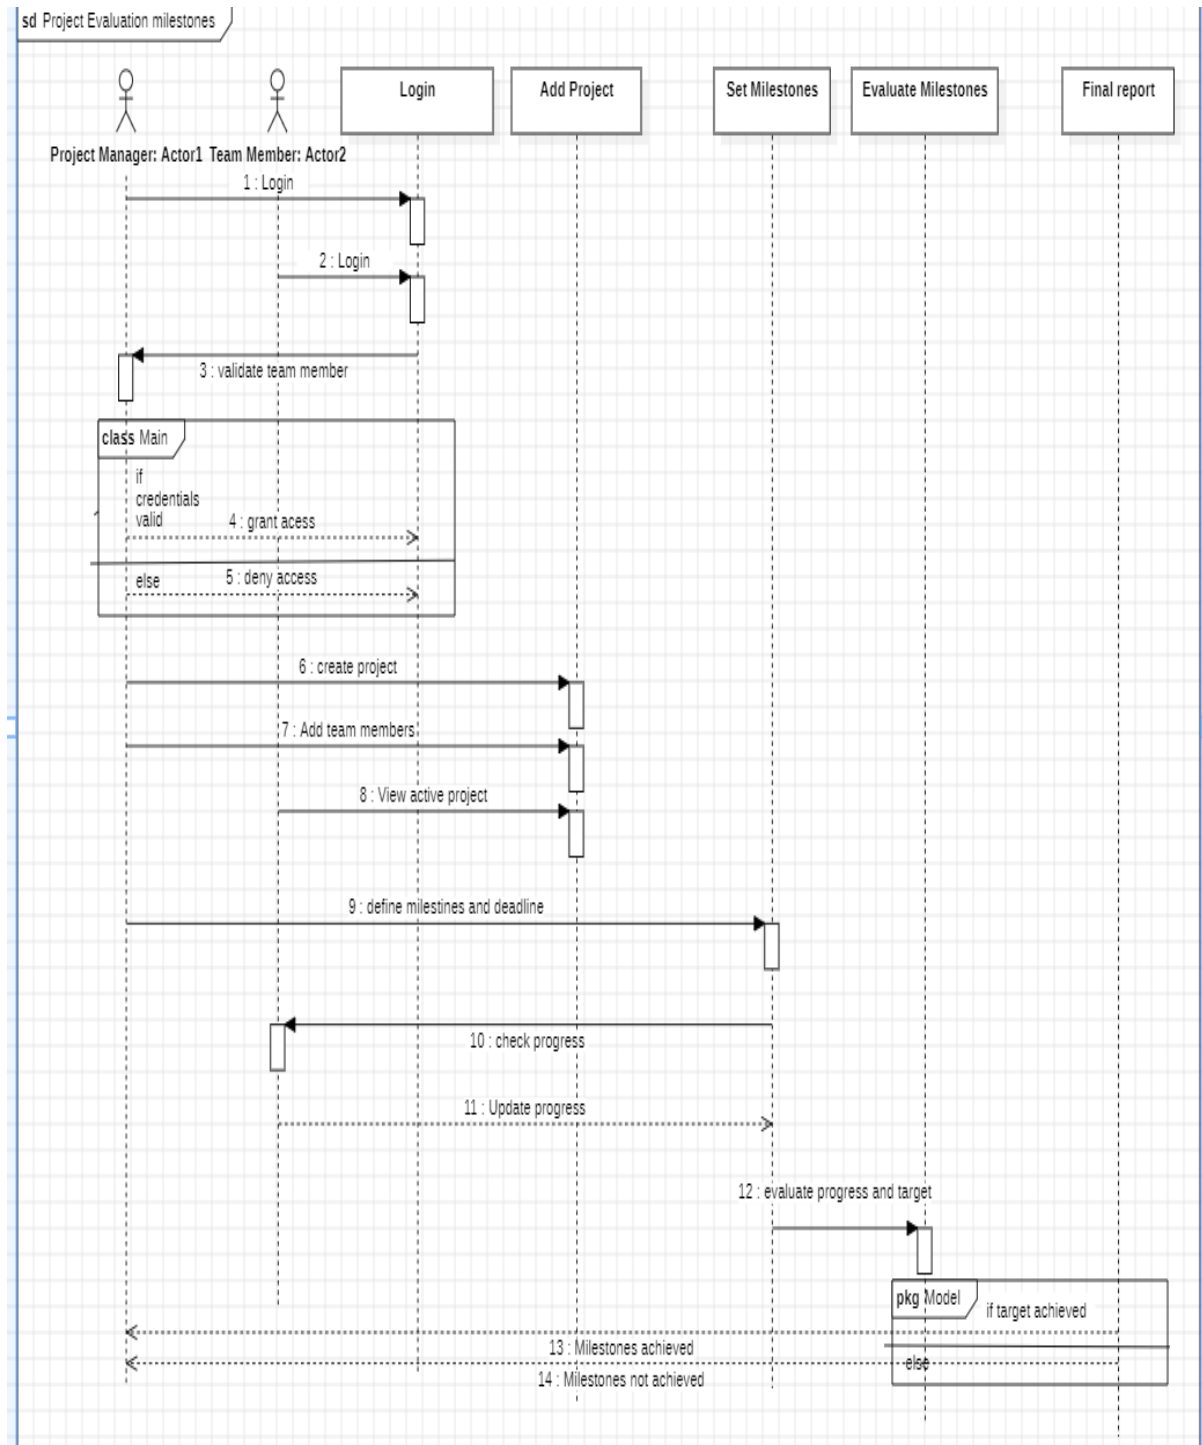 sd Project Evaluation milestones
Login
Add Project
Set Milestones
Evaluate Milestones
Final report
Project Manager: Actor1
Team Member: Actor2
1 : Login
2 : Login
3 : validate team member
class Main
if
credentials
valid
4 : grant acess
else
5 : deny access
6 : create project
7 : Add team members
8 : View active project
9 : define milestines and deadline
10 : check progress
11 : Update progress
12 : evaluate progress and target
pkg Model
if target achieved
13 : Milestones achieved
else
14 : Milestones not achieved